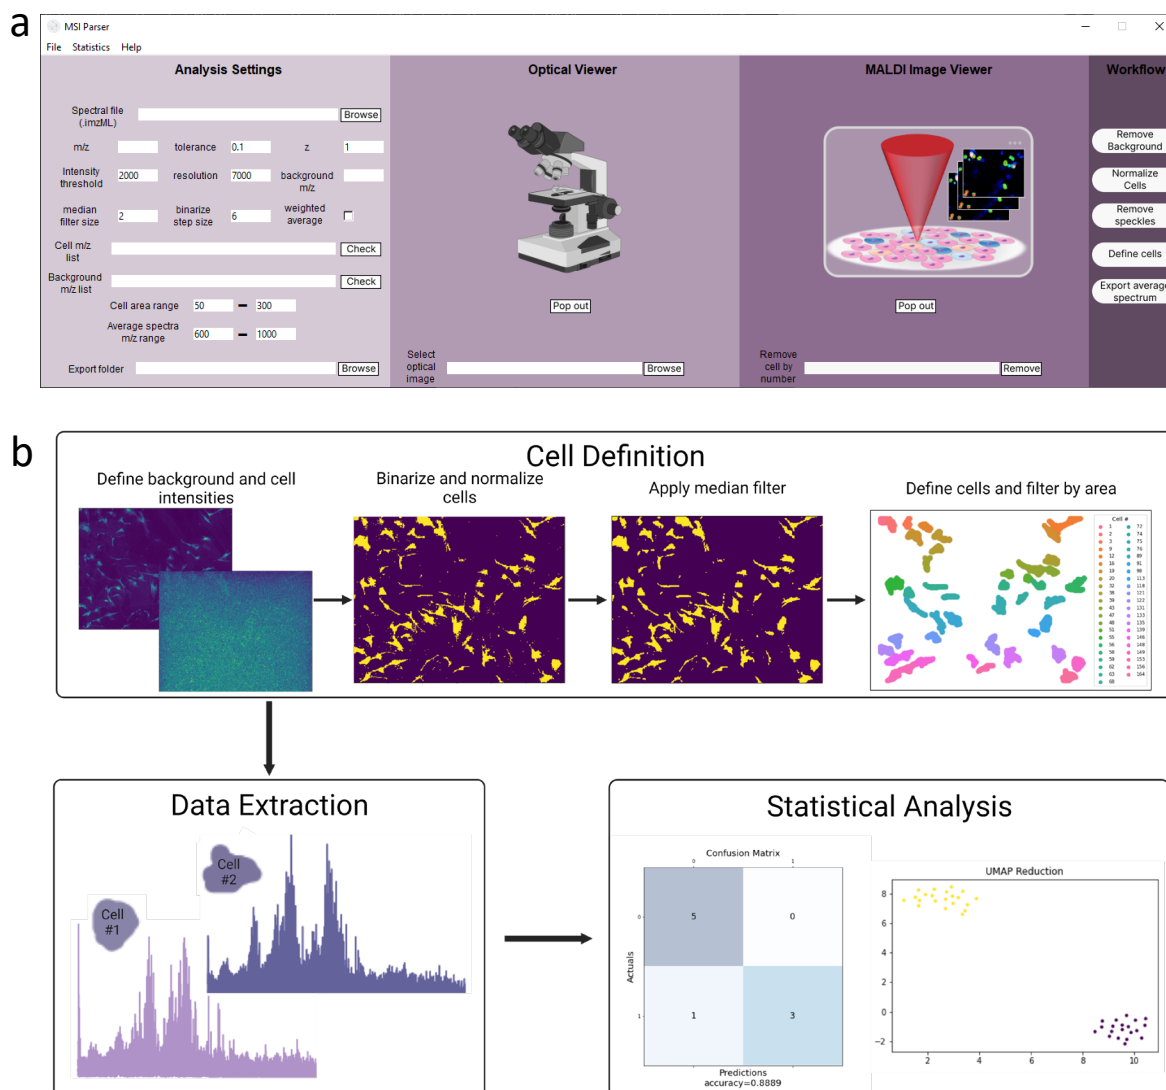 a
MSI Parser
File Statistics Help
Analysis Settings
Spectral file
(.imzML)
Browse
m/z tolerance 0.1 z 1
Intensity
threshold
2000 resolution 7000 background
m/z
median
filter size
2 binarize
step size
6 weighted
average
Cell m/z
list
Check
Background
m/z list
Check
Cell area range 50 300
Average spectra
m/z range
600 1000
Export folder Browse
Optical Viewer
Pop out
Select
optical
image
Browse
MALDI Image Viewer
Pop out
Remove
cell by
number
Remove
Workflow
Remove
Background
Normalize
Cells
Remove
speckles
Define cells
Export average
spectrum
b
Cell Definition
Define background and cell
intensities
Binarize and normalize
cells
Apply median filter
Define cells and filter by area
Cell #
Data Extraction
Cell
#1
Cell
#2
Statistical Analysis
Confusion Matrix
0 1
0 5 0
Actuals
1 1 3
Predictions
accuracy=0.8889
UMAP Reduction
8
6
4
2
0
−2
2 4 6 8 10